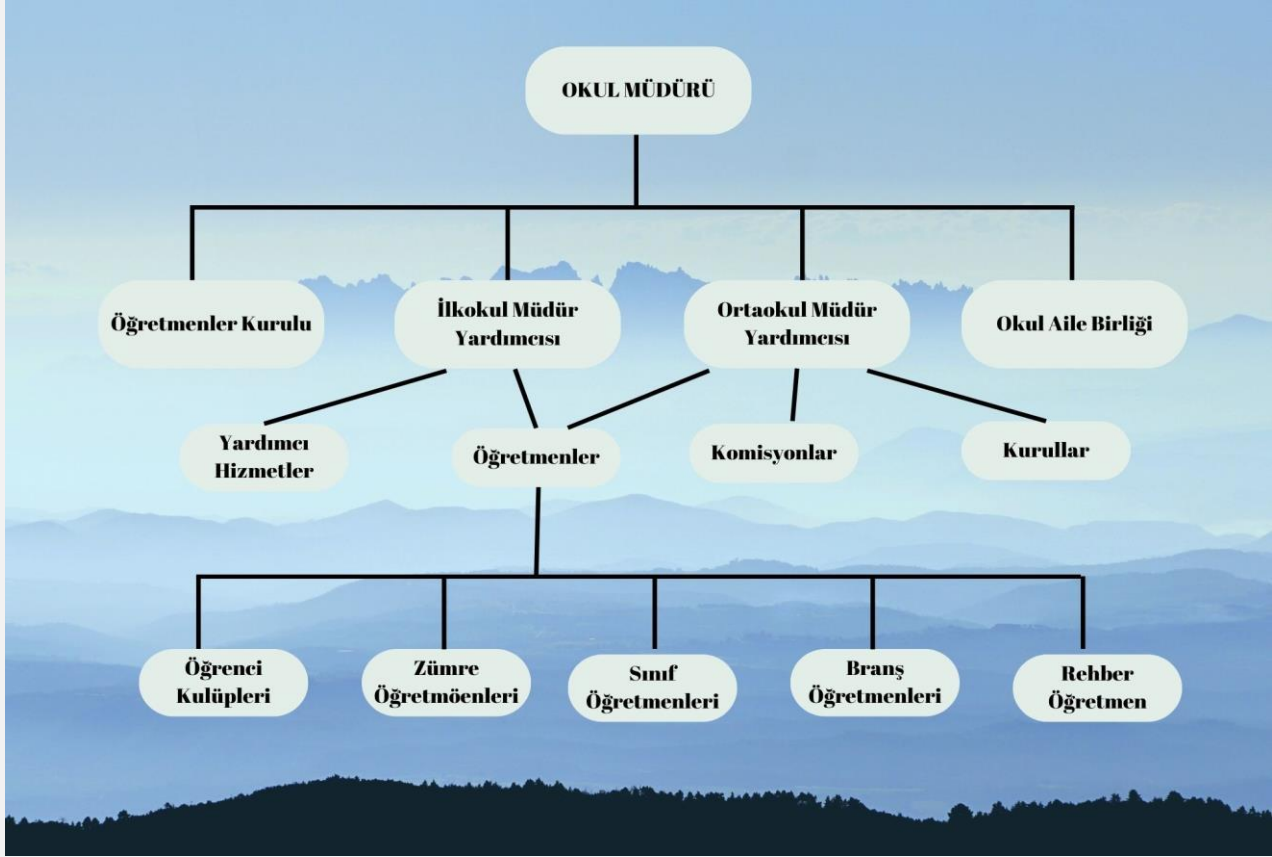 OKUL MÜDÜRÜ
Öğretmenler Kurulu
İlkokul Müdür
Yardımcısı
Ortaokul Müdür
Yardımcısı
Okul Aile Birliği
Yardımcı
Hizmetler
Öğretmenler
Komisyonlar
Kurullar
Öğrenci
Kulüpleri
Zümre
Öğretmöenleri
Sınıf
Öğretmenleri
Branş
Öğretmenleri
Rehber
Öğretmen